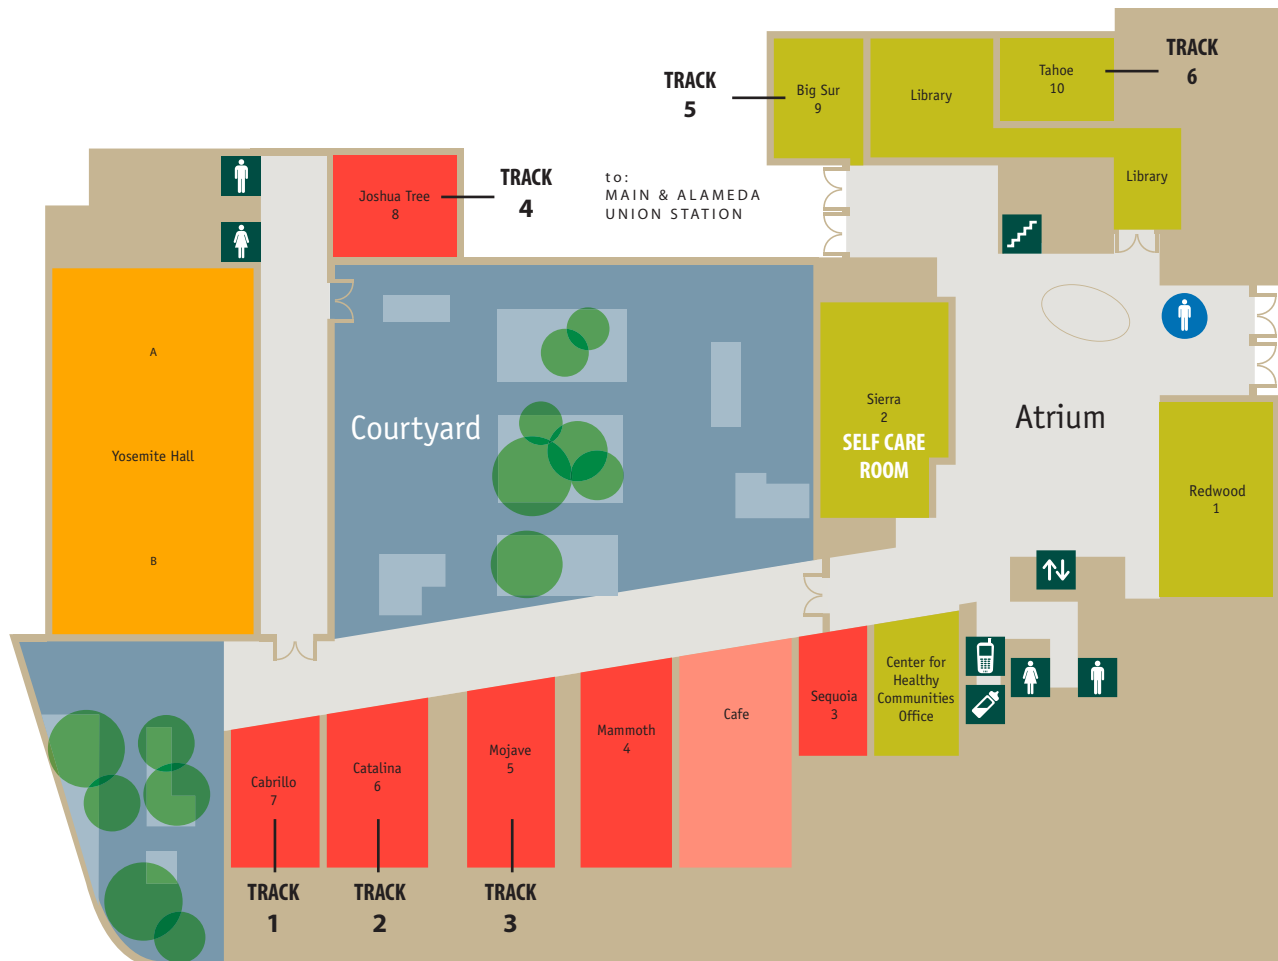 TRACK
6
Tahoe
10
TRACK
5
Big Sur
9
Library
Library
Joshua Tree
8
TRACK
4
to:
MAIN & ALAMEDA
UNION STATION
A
Yosemite Hall
B
Courtyard
Sierra
2
SELF CARE
ROOM
Atrium
Redwood
1
Center for
Healthy
Communities
Office
Sequoia
3
Cafe
Mammoth
4
Mojave
5
Catalina
6
Cabrillo
7
TRACK
1
TRACK
2
TRACK
3